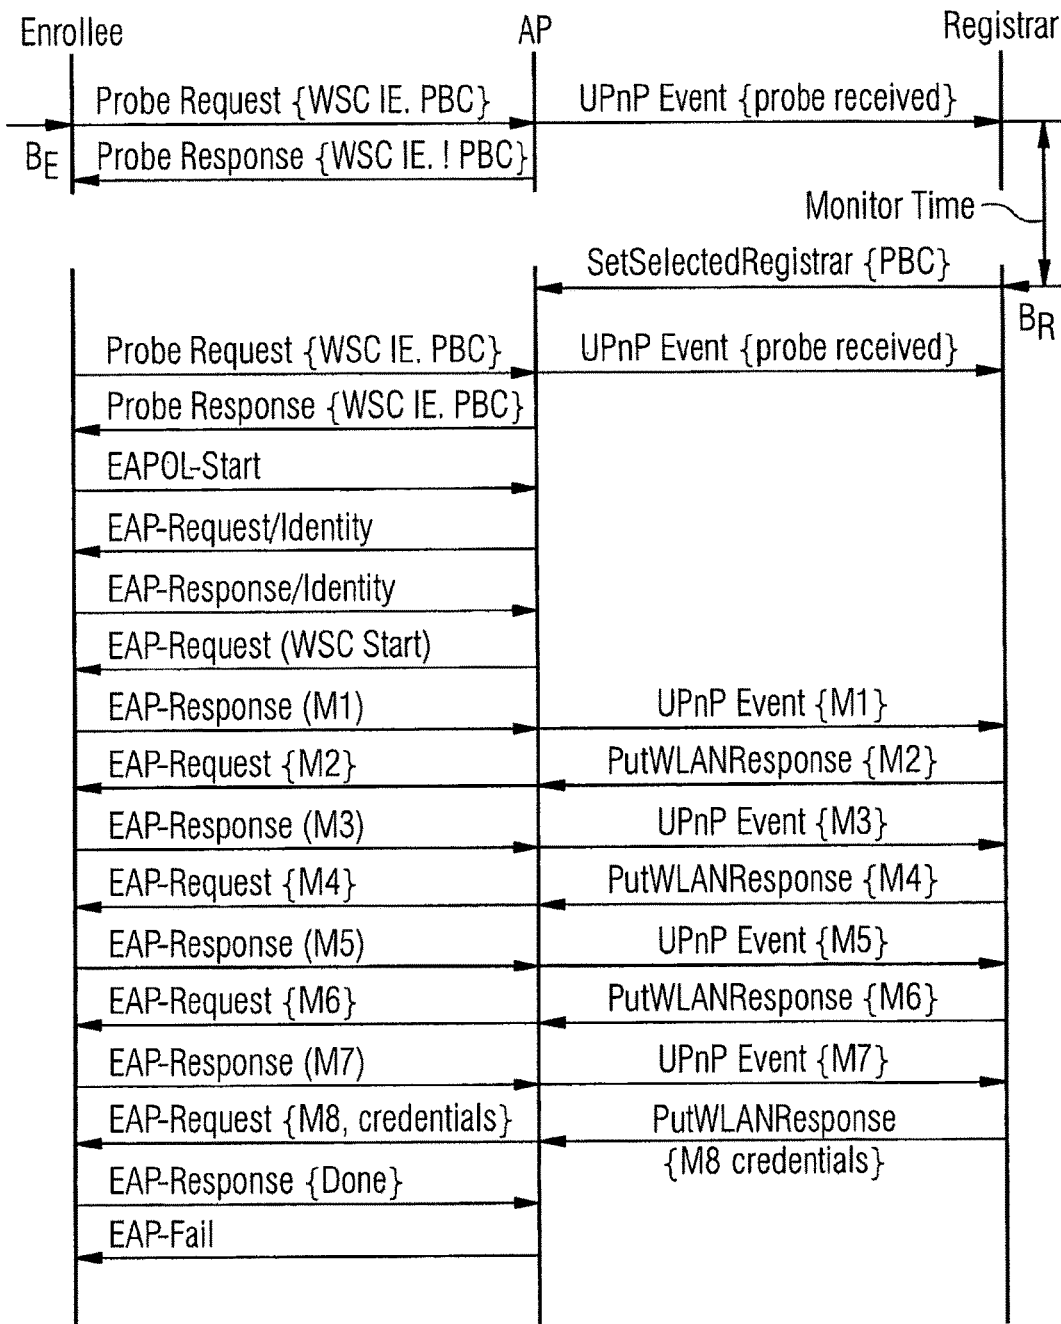 Enrollee
AP
Registrar
Probe Request {WSC IE. PBC}
UPnP Event {probe received}
BE
Probe Response {WSC IE. ! PBC}
Monitor Time
SetSelectedRegistrar {PBC}
BR
Probe Request {WSC IE. PBC}
UPnP Event {probe received}
Probe Response {WSC IE. PBC}
EAPOL-Start
EAP-Request/Identity
EAP-Response/Identity
EAP-Request (WSC Start)
EAP-Response (M1)
UPnP Event {M1}
EAP-Request {M2}
PutWLANResponse {M2}
EAP-Response (M3)
UPnP Event {M3}
EAP-Request {M4}
PutWLANResponse {M4}
EAP-Response (M5)
UPnP Event {M5}
EAP-Request {M6}
PutWLANResponse {M6}
EAP-Response (M7)
UPnP Event {M7}
EAP-Request {M8, credentials}
PutWLANResponse
{M8 credentials}
EAP-Response {Done}
EAP-Fail